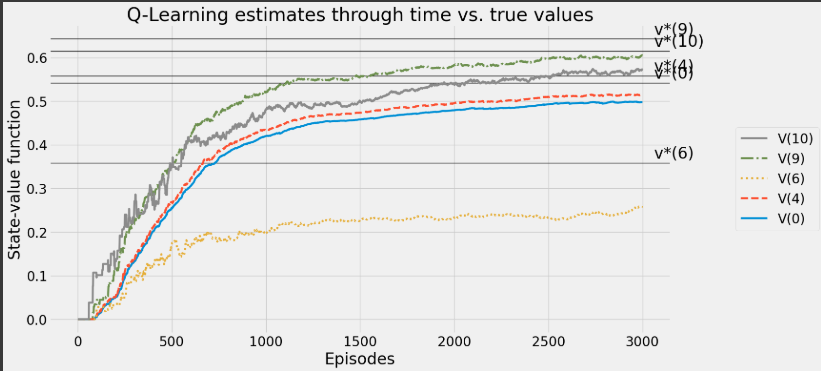 Q-Learning estimates through time vs. true values
v*(9)
v*(10)
v*(4)
v*(0)
v*(6)
State-value function
0.6
0.5
0.4
0.3
0.2
0.1
0.0
0 500 1000 1500 2000 2500 3000
Episodes
V(10)
V(9)
V(6)
V(4)
V(0)